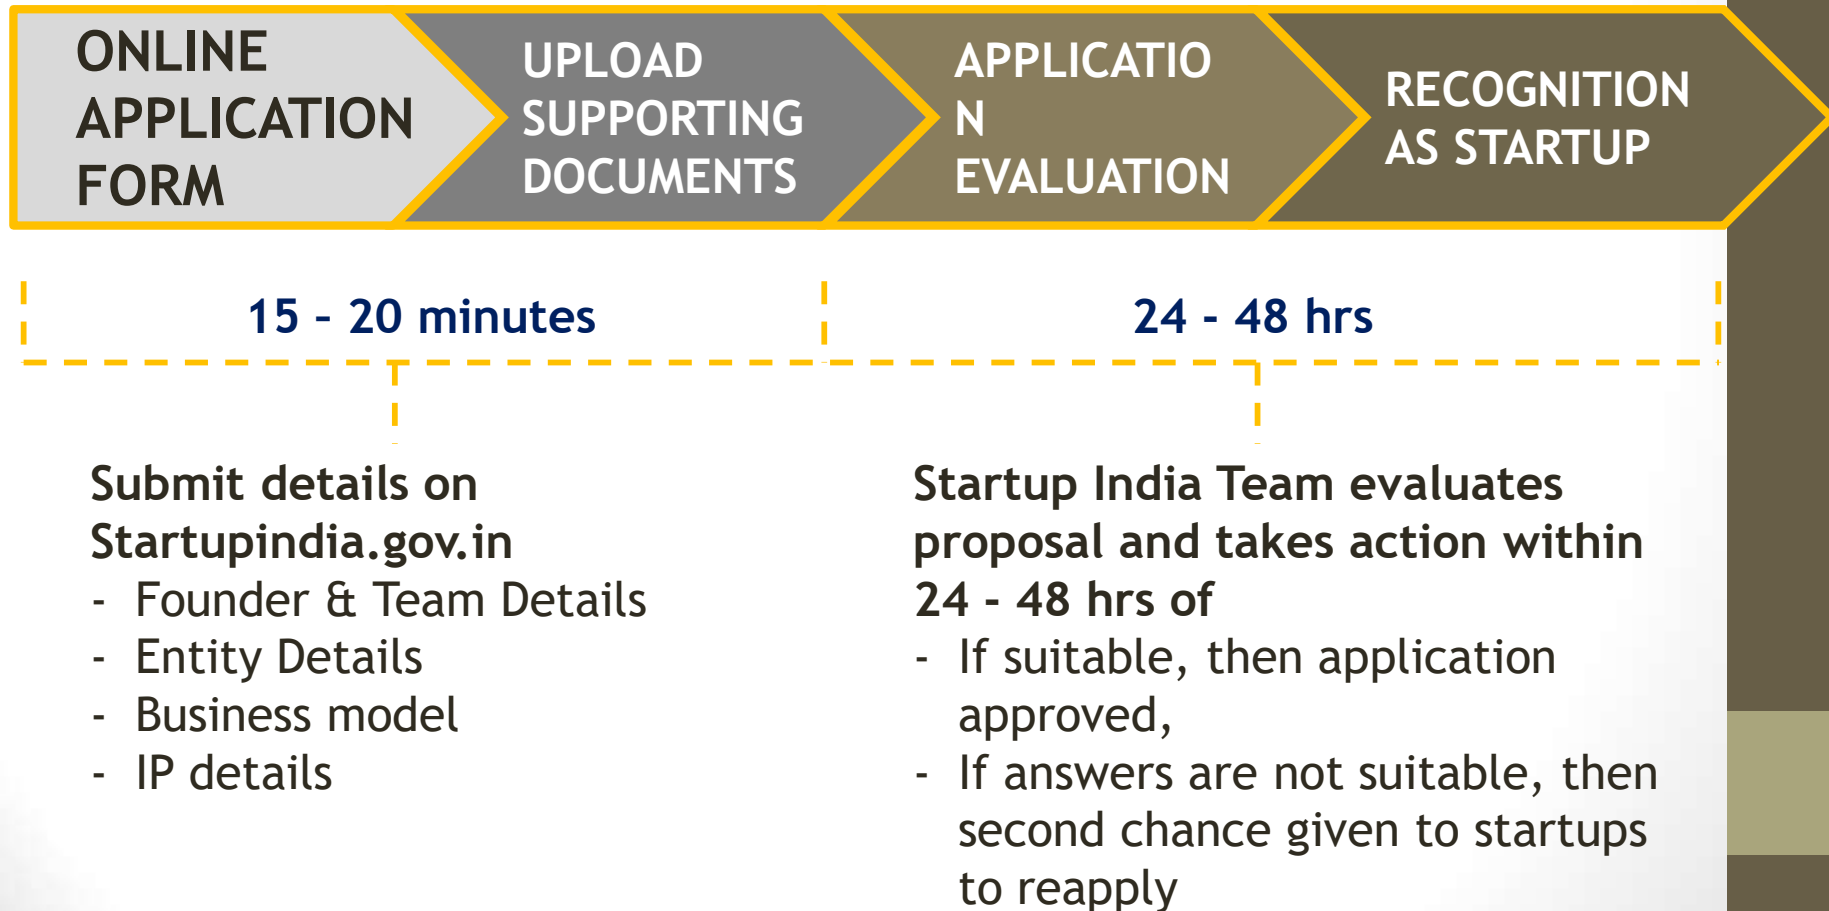 ONLINE
APPLICATION
FORM
UPLOAD
SUPPORTING
DOCUMENTS
APPLICATIO
N
EVALUATION
RECOGNITION
AS STARTUP
15 – 20 minutes
24 - 48 hrs
Submit details on
Startupindia.gov.in
- Founder & Team Details
- Entity Details
- Business model
- IP details
Startup India Team evaluates
proposal and takes action within
24 - 48 hrs of
- If suitable, then application
approved,
- If answers are not suitable, then
second chance given to startups
to reapply